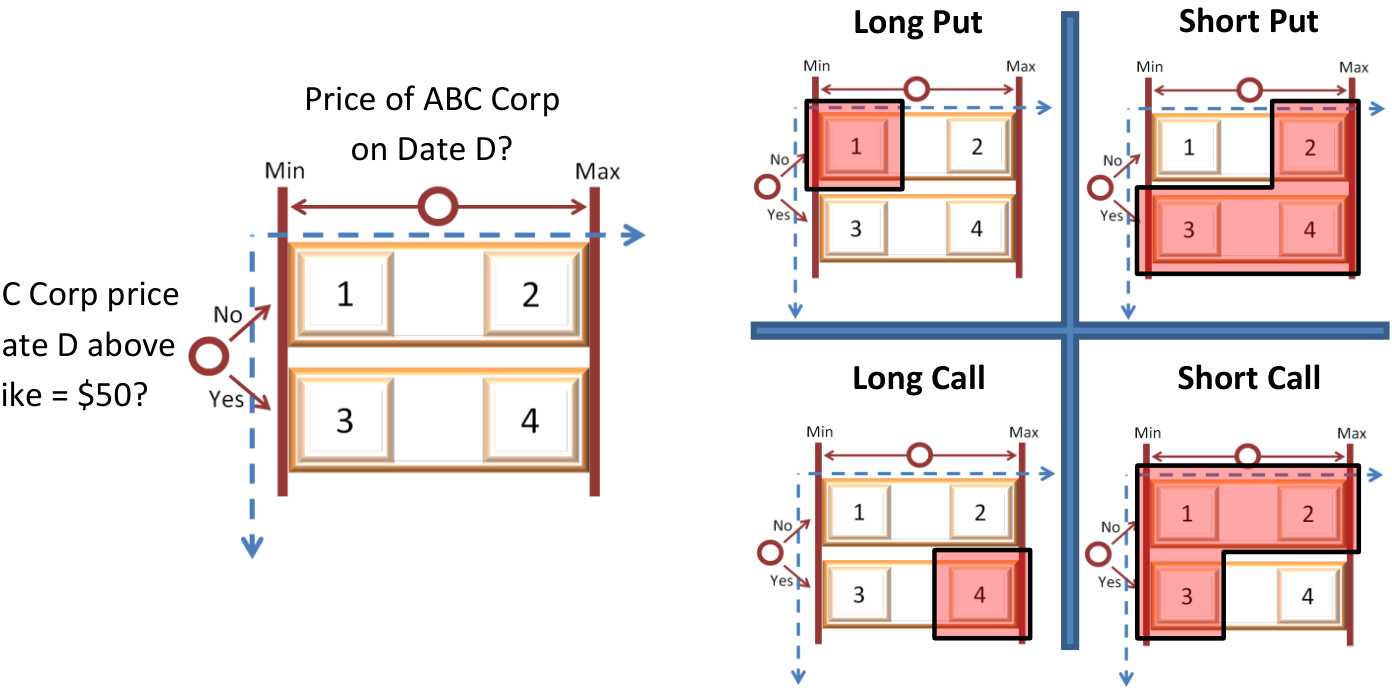 Price of ABC Corp
on Date D?
Min
Max
C Corp price
ate D above
ike = $50?
No
Yes
1
2
3
4
Long Put
Min
Max
No
Yes
1
2
3
4
Short Put
Min
Max
No
Yes
1
2
3
4
Long Call
Min
Max
No
Yes
1
2
3
4
Short Call
Min
Max
No
Yes
1
2
3
4